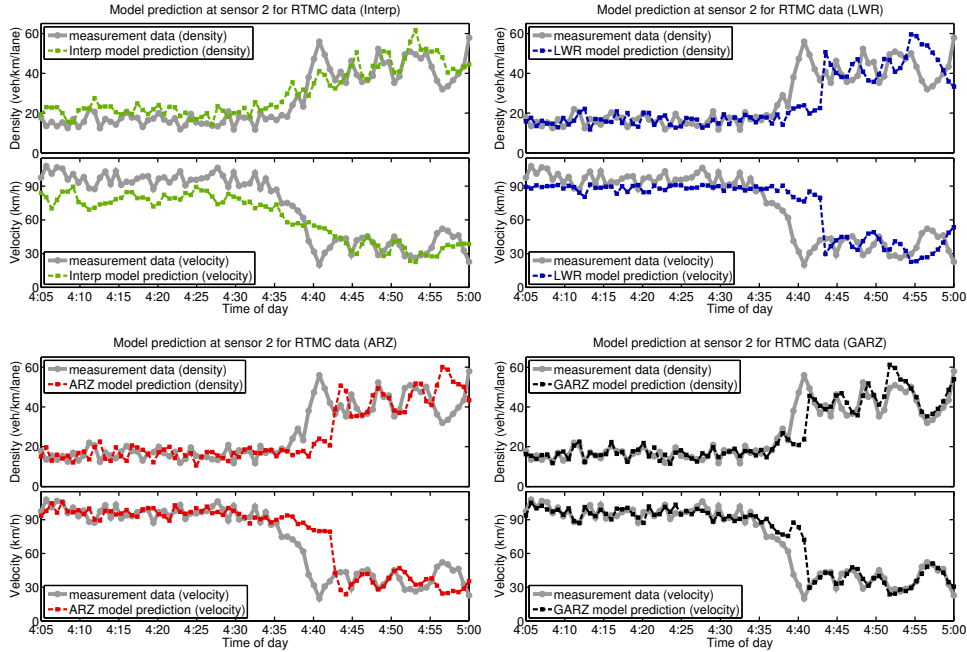 Model prediction at sensor 2 for RTMC data (Interp)
Density (veh/km/lane)
60
40
20
0
measurement data (density)
Interp model prediction (density)
Velocity (km/h)
90
60
30
0
measurement data (velocity)
Interp model prediction (velocity)
4:05 4:10 4:15 4:20 4:25 4:30 4:35 4:40 4:45 4:50 4:55 5:00
Time of day
Model prediction at sensor 2 for RTMC data (LWR)
Density (veh/km/lane)
60
40
20
0
measurement data (density)
LWR model prediction (density)
Velocity (km/h)
90
60
30
0
measurement data (velocity)
LWR model prediction (velocity)
4:05 4:10 4:15 4:20 4:25 4:30 4:35 4:40 4:45 4:50 4:55 5:00
Time of day
Model prediction at sensor 2 for RTMC data (ARZ)
Density (veh/km/lane)
60
40
20
0
measurement data (density)
ARZ model prediction (density)
Velocity (km/h)
90
60
30
0
measurement data (velocity)
ARZ model prediction (velocity)
4:05 4:10 4:15 4:20 4:25 4:30 4:35 4:40 4:45 4:50 4:55 5:00
Time of day
Model prediction at sensor 2 for RTMC data (GARZ)
Density (veh/km/lane)
60
40
20
0
measurement data (density)
GARZ model prediction (density)
Velocity (km/h)
90
60
30
0
measurement data (velocity)
GARZ model prediction (velocity)
4:05 4:10 4:15 4:20 4:25 4:30 4:35 4:40 4:45 4:50 4:55 5:00
Time of day